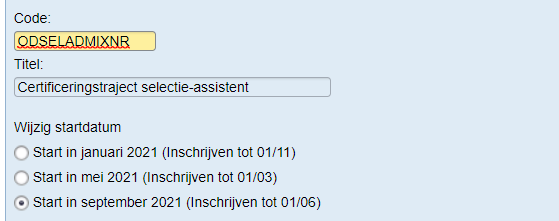 Code:
ODSELADMIXNR
Titel:
Certificeringstraject selectie-assistent
Wijzig startdatum
Start in januari 2021 (Inschrijven tot 01/11)
Start in mei 2021 (Inschrijven tot 01/03)
Start in september 2021 (Inschrijven tot 01/06)